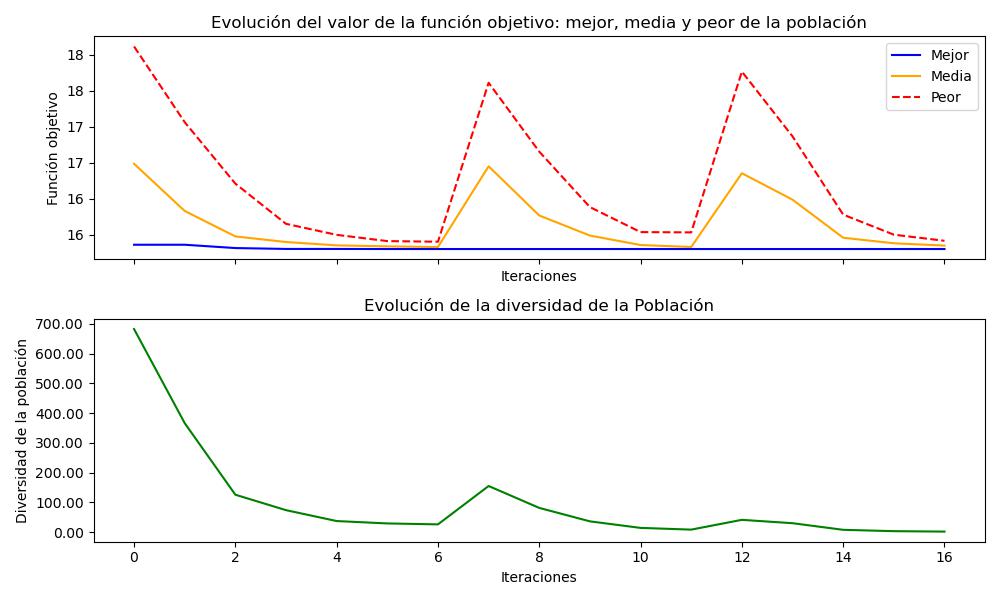 Evolución del valor de la función objetivo: mejor, media y peor de la población
18
18
17
17
16
16
Función objetivo
Mejor
Media
Peor
Iteraciones
Evolución de la diversidad de la Población
700.00
600.00
500.00
400.00
300.00
200.00
100.00
0.00
Diversidad de la población
0 2 4 6 8 10 12 14 16
Iteraciones